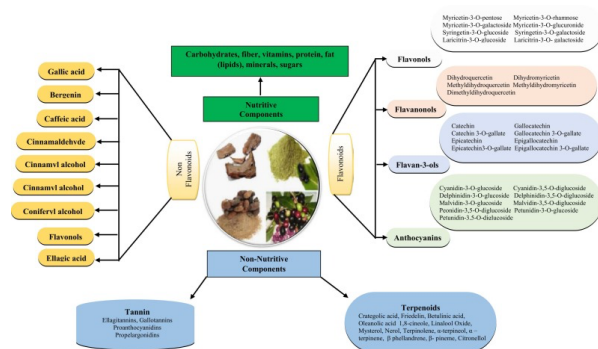 Carbohydrates, fiber, vitamins, protein, fat
(lipids), minerals, sugars
Nutritive
Components
Gallic acid
Bergenin
Caffeic acid
Cinnamaldehyde
Cinnamyl alcohol
Cinnamyl alcohol
Coniferyl alcohol
Flavonols
Ellagic acid
Non
Flavonoids
Flavonoids
Flavonols
Flavanonols
Flavan-3-ols
Anthocyanins
Myricetin-3-O-pentose Myricetin-3-O-rhamnose
Myricetin-3-O-galactoside Myricetin-3-O-glucuronide
Syringetin-3-O-glucoside Syringetin-3-O-galactoside
Laricitrin-3-O-glucoside Laricitrin-3-O- galactoside
Dihydroquercetin Dihydromyricetin
Methyldihydroquercetin Methyldihydromyricetin
Dimethyldihydroquercetin
Catechin Gallocatechin
Catechin 3-O-gallate Gallocatechin 3-O-gallate
Epicatechin Epigallocatechin
Epicatechin3-O-gallate Epigallocatechin 3-O-gallate
Cyanidin-3-O-glucoside Cyanidin-3,5-O-diglucoside
Delphinidin-3-O-glucoside Delphinidin-3,5-O-diglucoside
Malvidin-3-O-glucoside Malvidin-3,5-O-diglucoside
Peonidin-3,5-O-diglucoside Petunidin-3-O-glucoside
Petunidin-3,5-O-diglucoside
Non-Nutritive
Components
Tannin
Ellagitannins, Gallotannins
Proanthocyanidins
Propelargonidins
Terpenoids
Crategolic acid, Friedelin, Betulinic acid,
Oleanolic acid 1,8-cineole, Linalool Oxide,
Mysterol, Nerol, Terpinolene, α-terpineol, α –
terpinene, β phellandrene, β- pinene, Citronellol